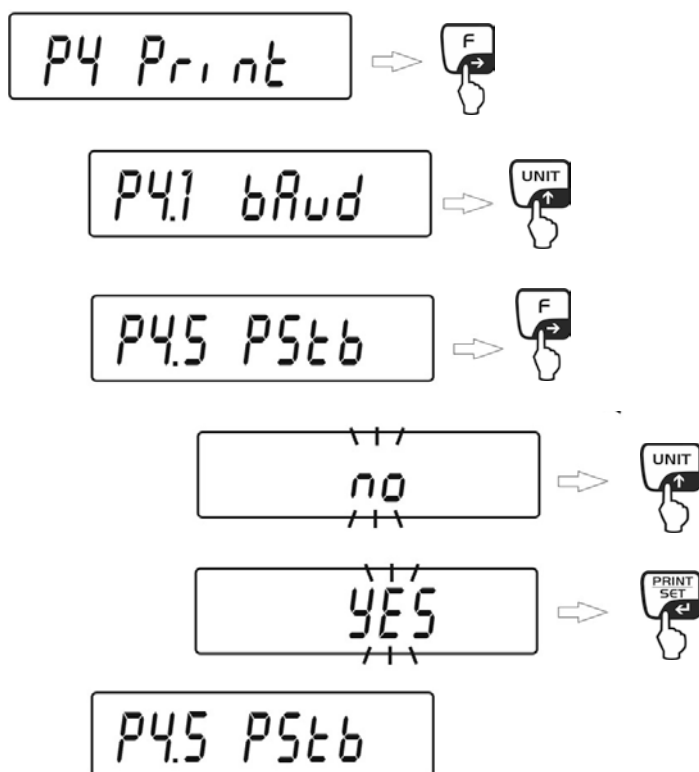 P4 Print
F
P4.1 bAud
UNIT
P4.5 PStb
F
no
UNIT
YES
PRINT
SET
P4.5 PStb